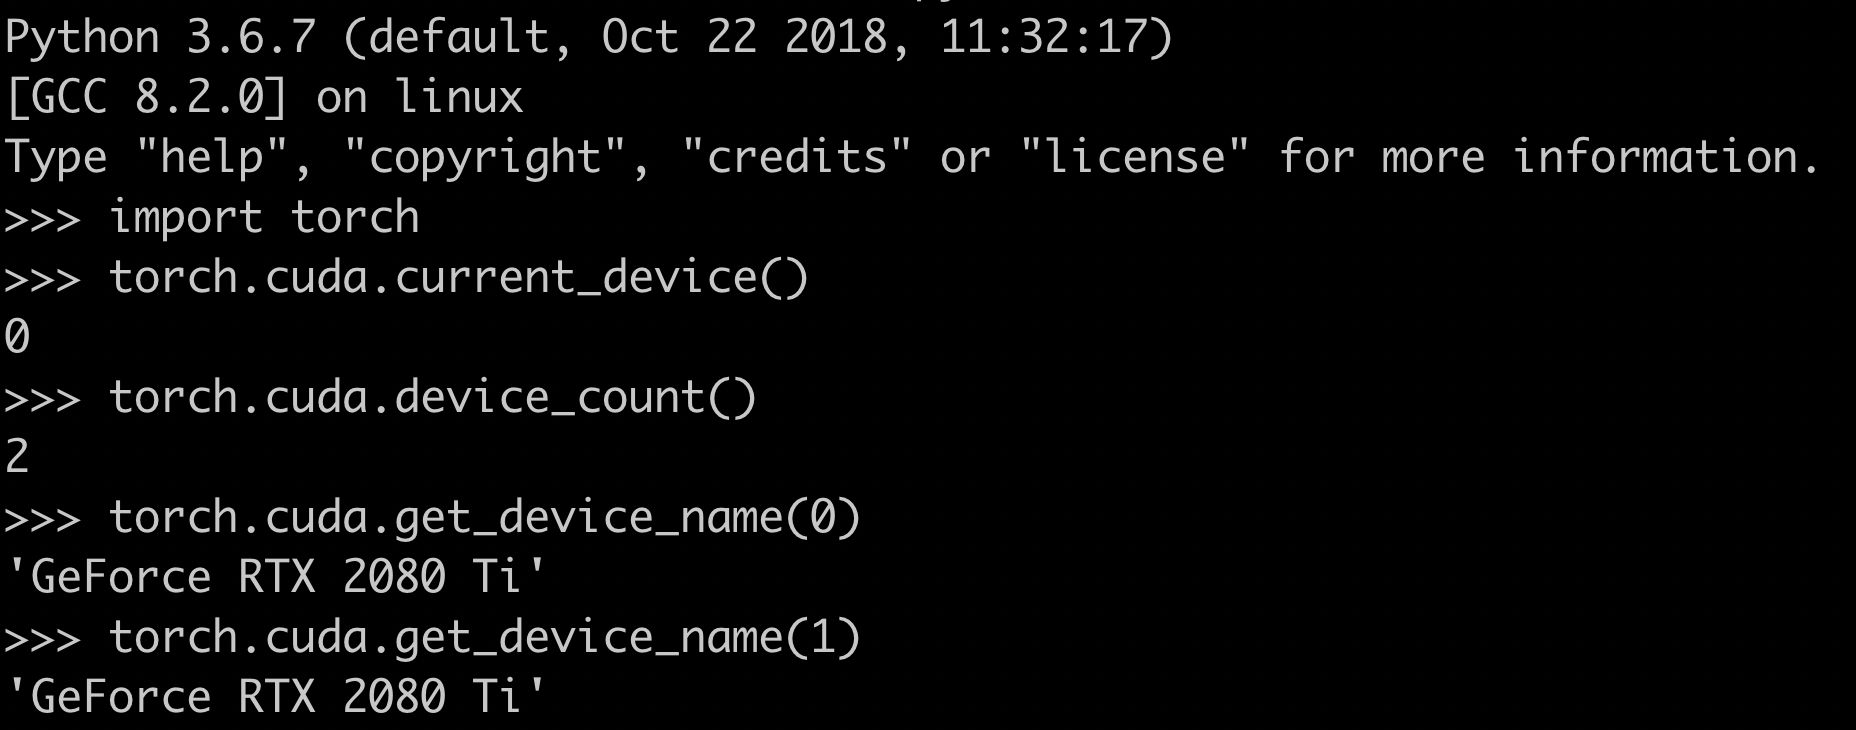 Python 3.6.7 (default, Oct 22 2018, 11:32:17)
[GCC 8.2.0] on linux
Type "help", "copyright", "credits" or "license" for more information.
>>> import torch
>>> torch.cuda.current_device()
0
>>> torch.cuda.device_count()
2
>>> torch.cuda.get_device_name(0)
'GeForce RTX 2080 Ti'
>>> torch.cuda.get_device_name(1)
'GeForce RTX 2080 Ti'